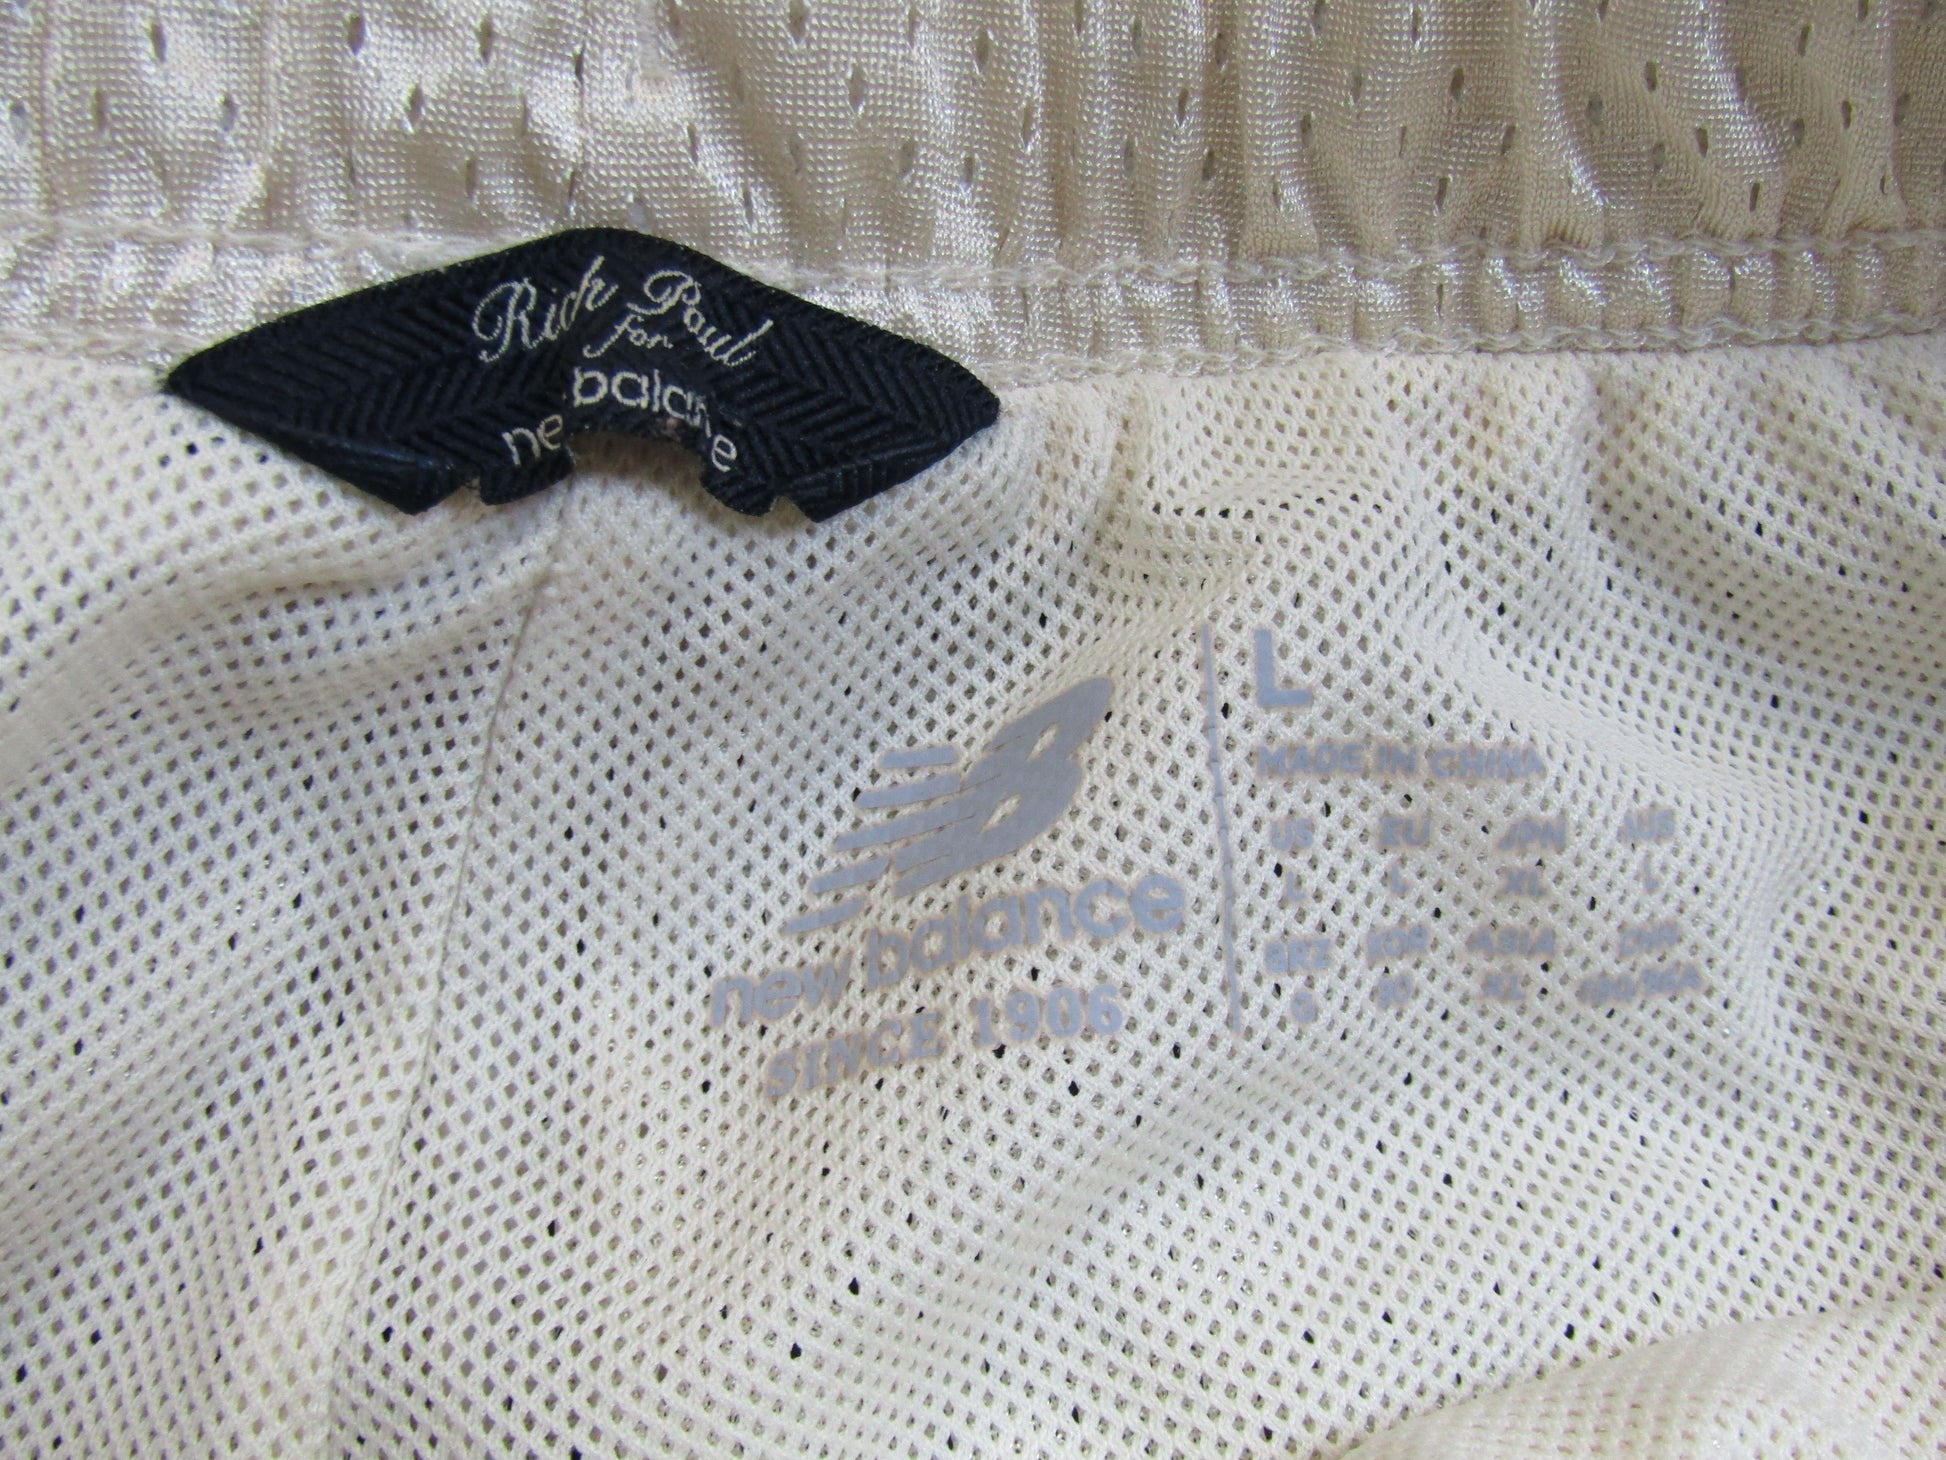 Rich Paul
for
new balance
new balance
SINCE 1906
L
MADE IN CHINA
US EU JPN AUS
L L XL L
BRZ KOR ASIA CHN
G XL